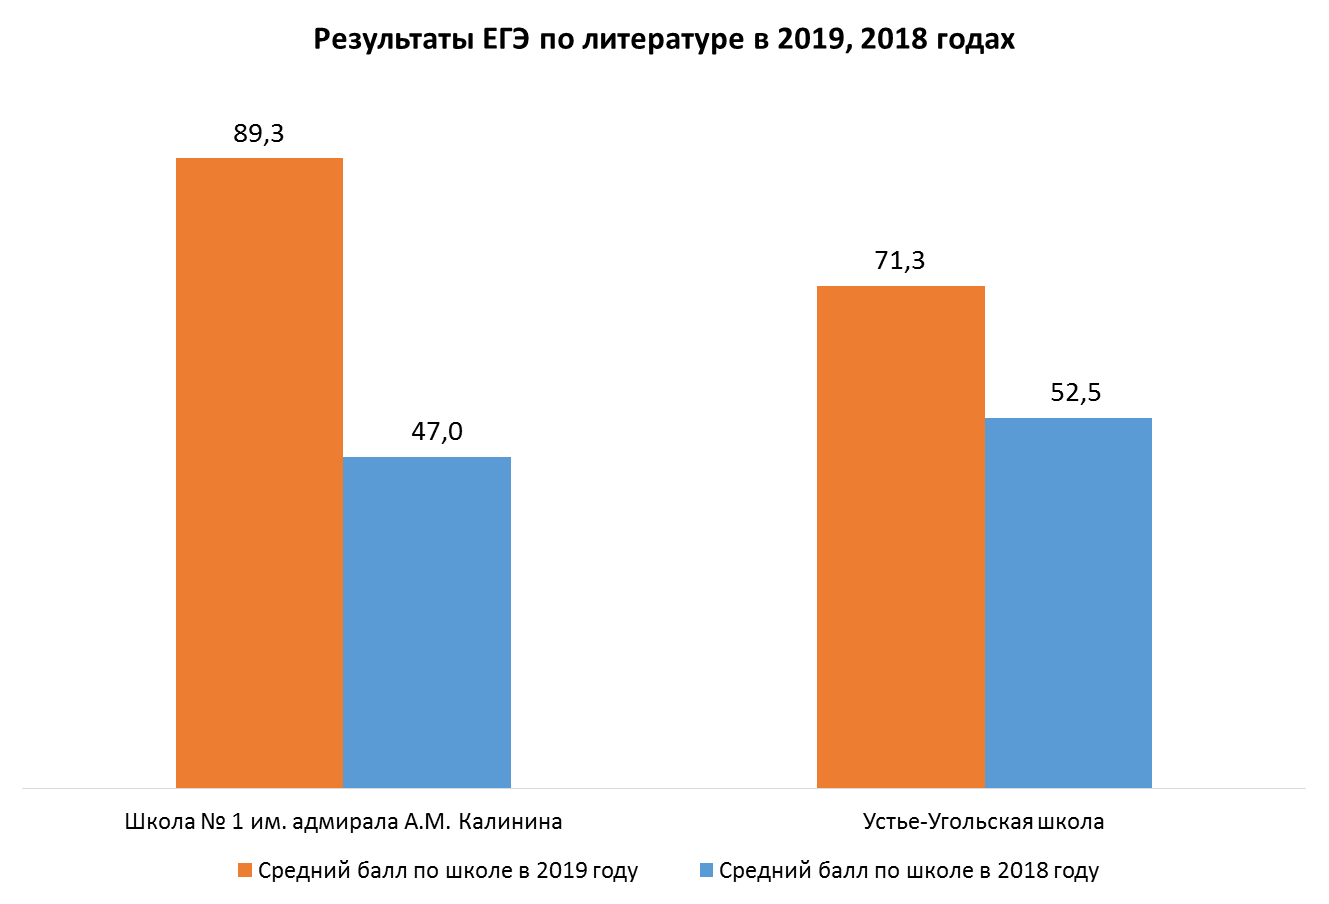 Результаты ЕГЭ по литературе в 2019, 2018 годах
89,3
71,3
52,5
47,0
Школа № 1 им. адмирала А.М. Калинина
Устье-Угольская школа
Средний балл по школе в 2019 году
Средний балл по школе в 2018 году